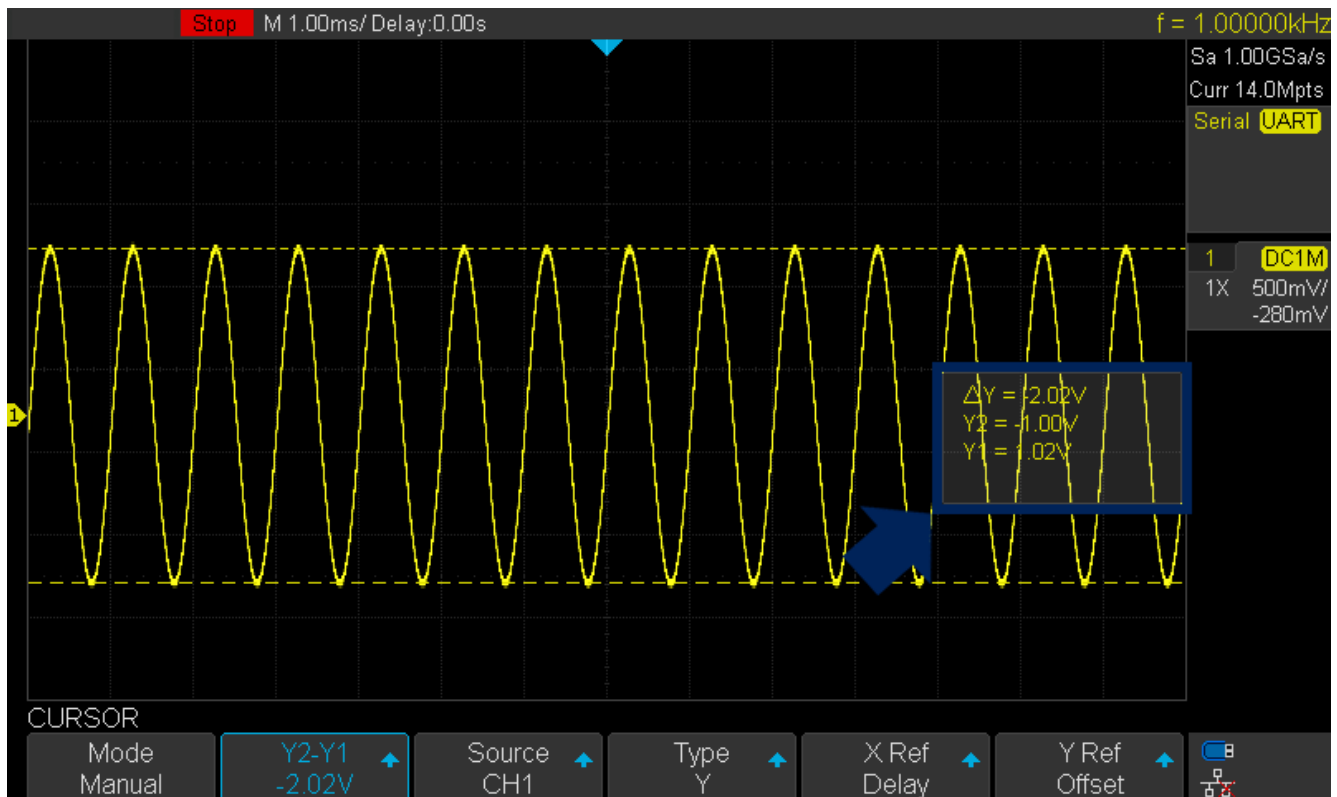 Stop M 1.00ms/ Delay:0.00s f = 1.00000kHz
Sa 1.00GSa/s
Curr 14.0Mpts
Serial UART
1 DC1M
1X 500mV/
-280mV
1
△Y = -2.02V
Y2 = -1.00V
Y1 = 1.02V
CURSOR
Mode Y2-Y1 Source Type X Ref Y Ref
Manual -2.02V CH1 Y Delay Offset